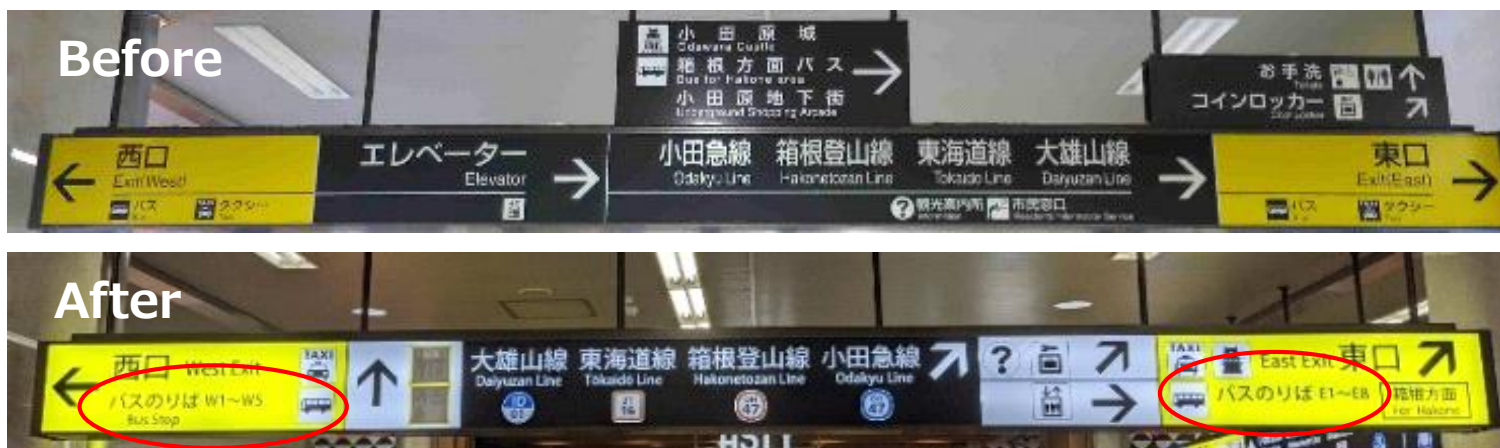 Before
小田原城
Odawara Castle
箱根方面バス
Bus for Hakone area
小田原地下街
Underground Shopping Arcade
お手洗
コインロッカー
西口
Exit(West)
バス
タクシー
エレベーター
Elevator
小田急線 箱根登山線 東海道線 大雄山線
Odakyu Line Hakonetozan Line Tokaido Line Daiyuzan Line
?観光案内所 市民窓口
Information
東口
Exit(East)
バス
タクシー
After
西口 West Exit TAXI
バスのりば W1～W5
Bus Stop
大雄山線 東海道線 箱根登山線 小田急線
Daiyuzan Line Tōkaidō Line Hakonetozan Line Odakyu Line
47 47
?
TAXI East Exit 東口
バスのりば E1～E8 箱根方面
For Hakone